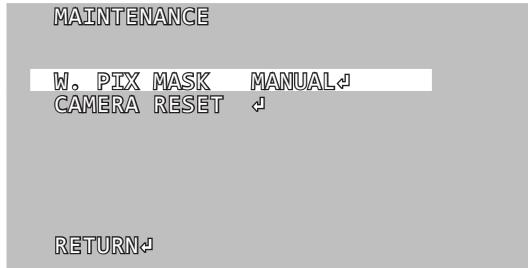 MAINTENANCE
W. PIX MASK MANUAL↲
CAMERA RESET ↲
RETURN↲